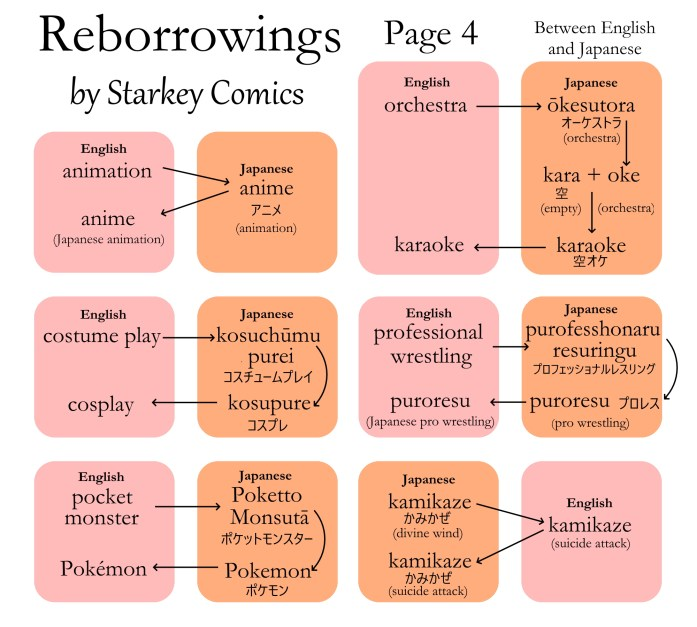 Reborrowings
Page 4
Between English
and Japanese
by Starkey Comics
English
animation
anime
(Japanese animation)
Japanese
anime
アニメ
(animation)
English
orchestra
karaoke
Japanese
ōkesutora
オーケストラ
(orchestra)
kara + oke
空
(empty)
(orchestra)
karaoke
空オケ
English
costume play
cosplay
Japanese
kosuchūmu
purei
コスチュームプレイ
kosupure
コスプレ
English
professional
wrestling
puroresu
(Japanese pro wrestling)
Japanese
purofesshonaru
resuringu
プロフェッショナルレスリング
puroresu プロレス
(pro wrestling)
English
pocket
monster
Pokémon
Japanese
Poketto
Monsutā
ポケットモンスター
Pokemon
ポケモン
Japanese
kamikaze
かみかぜ
(divine wind)
kamikaze
かみかぜ
(suicide attack)
English
kamikaze
(suicide attack)